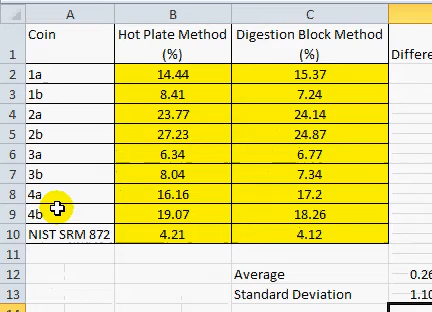 A B C
1 Coin Hot Plate Method (%) Digestion Block Method (%) Differe
2 1a 14.44 15.37
3 1b 8.41 7.24
4 2a 23.77 24.14
5 2b 27.23 24.87
6 3a 6.34 6.77
7 3b 8.04 7.34
8 4a 16.16 17.2
9 4b 19.07 18.26
10 NIST SRM 872 4.21 4.12
11
12 Average 0.26
13 Standard Deviation 1.10
14